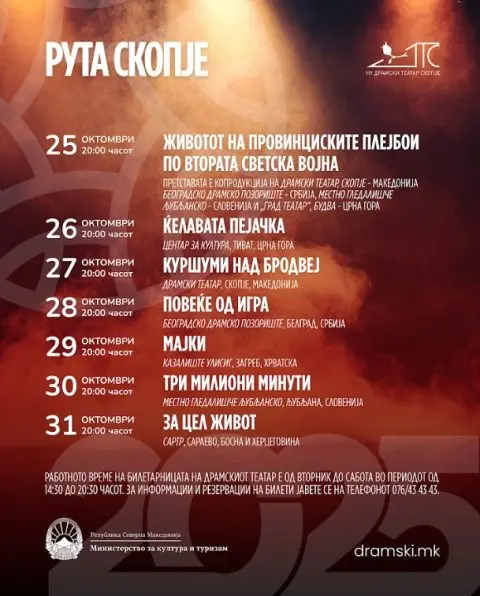 РУТА СКОПЈЕ
НУ ДРАМСКИ ТЕАТАР СКОПЈЕ
25 ОКТОМВРИ
20:00 часот
ЖИВОТОТ НА ПРОВИНЦИСКИТЕ ПЛЕЈБОИ
ПО ВТОРАТА СВЕТСКА ВОЈНА
ПРЕТСТАВАТА Е КОПРОДУКЦИЈА НА ДРАМСКИ ТЕАТАР, СКОПЈЕ - МАКЕДОНИЈА
БЕОГРАДСКО ДРАМСКО ПОЗОРИШТЕ - СРБИЈА, МЕСТНО ГЛЕДАЛИШЧЕ
ЉУБЉАНСКО - СЛОВЕНИЈА И „ГРАД ТЕАТАР“, БУДВА - ЦРНА ГОРА
26 ОКТОМВРИ
20:00 часот
ЌЕЛАВАТА ПЕЈАЧКА
ЦЕНТАР ЗА КУЛТУРА, ТИВАТ, ЦРНА ГОРА
27 ОКТОМВРИ
20:00 часот
КУРШУМИ НАД БРОДВЕЈ
ДРАМСКИ ТЕАТАР, СКОПЈЕ, МАКЕДОНИЈА
28 ОКТОМВРИ
20:00 часот
ПОВЕЌЕ ОД ИГРА
БЕОГРАДСКО ДРАМСКО ПОЗОРИШТЕ, БЕЛГРАД, СРБИЈА
29 ОКТОМВРИ
20:00 часот
МАЈКИ
КАЗАЛИШТЕ УЛИСИС, ЗАГРЕБ, ХРВАТСКА
30 ОКТОМВРИ
20:00 часот
ТРИ МИЛИОНИ МИНУТИ
МЕСТНО ГЛЕДАЛИШЧЕ ЉУБЉАНСКО, ЉУБЉАНА, СЛОВЕНИЈА
31 ОКТОМВРИ
20:00 часот
ЗА ЦЕЛ ЖИВОТ
САРТР, САРАЕВО, БОСНА И ХЕРЦЕГОВИНА
2025
РАБОТНОТО ВРЕМЕ НА БИЛЕТАРНИЦАТА НА ДРАМСКИОТ ТЕАТАР Е ОД ВТОРНИК ДО САБОТА ВО ПЕРИОДОТ ОД
14:30 ДО 20:30 ЧАСОТ. ЗА ИНФОРМАЦИИ И РЕЗЕРВАЦИИ НА БИЛЕТИ ЈАВЕТЕ СЕ НА ТЕЛЕФОНОТ 076/43 43 43.
Република Северна Македонија
Министерство за култура и туризам
dramski.mk